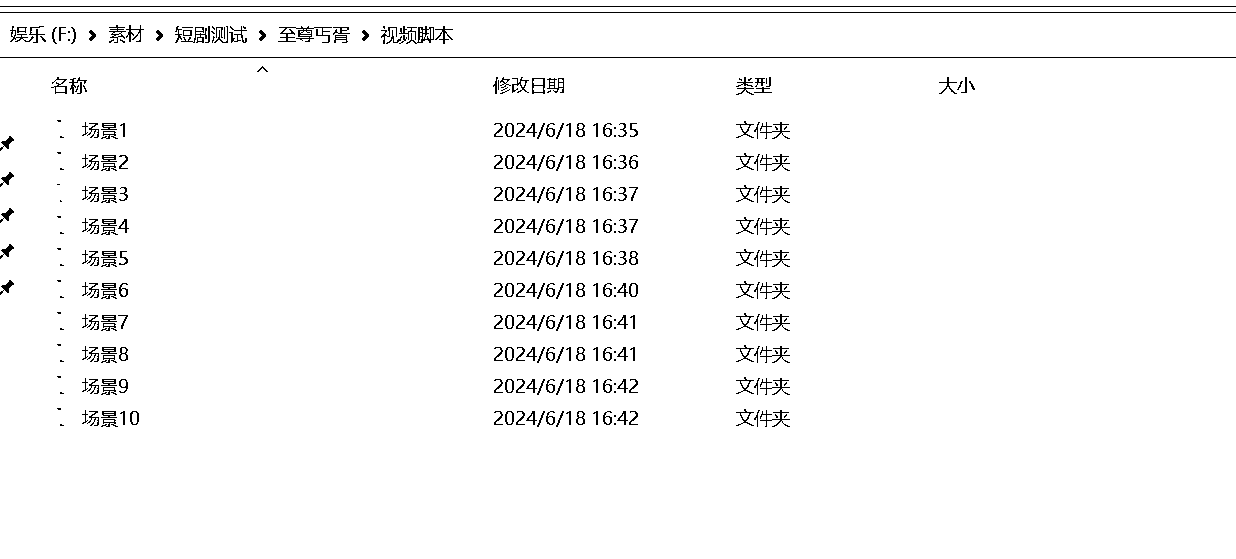 娱乐 (F:) › 素材 › 短剧测试 › 至尊丐胥 › 视频脚本
名称 修改日期 类型 大小
场景1 2024/6/18 16:35 文件夹
场景2 2024/6/18 16:36 文件夹
场景3 2024/6/18 16:37 文件夹
场景4 2024/6/18 16:37 文件夹
场景5 2024/6/18 16:38 文件夹
场景6 2024/6/18 16:40 文件夹
场景7 2024/6/18 16:41 文件夹
场景8 2024/6/18 16:41 文件夹
场景9 2024/6/18 16:42 文件夹
场景10 2024/6/18 16:42 文件夹